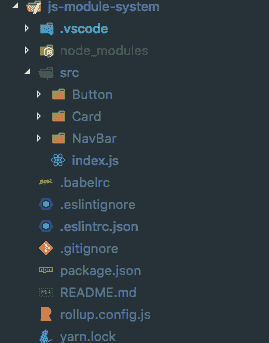 js-module-system
.vscode
node_modules
src
Button
Card
NavBar
index.js
.babelrc
.eslintignore
.eslintrc.json
.gitignore
package.json
README.md
rollup.config.js
yarn.lock